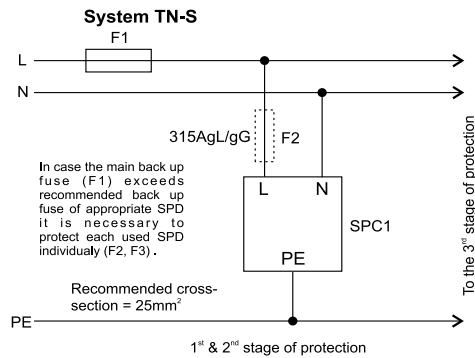 System TN-S
F1
L
N
315AgL/gG
F2
In case the main back up
fuse (F1) exceeds
recommended back up
fuse of appropriate SPD
it is necessary to
protect each used SPD
individualy (F2, F3) .
L N
SPC1
PE
Recommended cross-
section = 25mm²
PE
1st & 2nd stage of protection
To the 3rd stage of protection